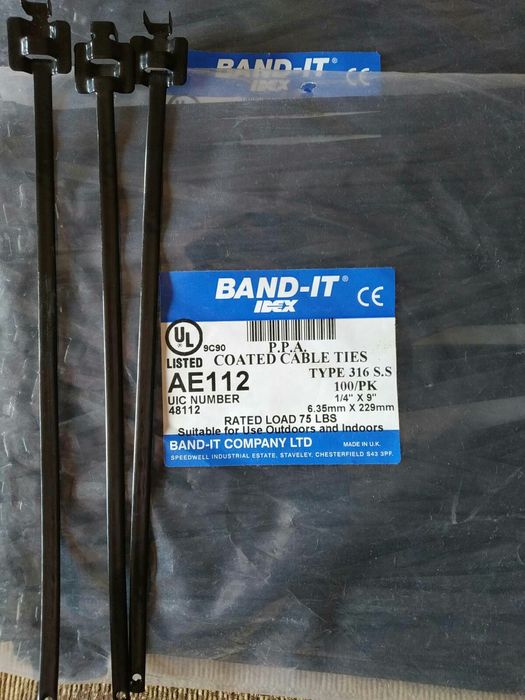 BAND-IT®
IDEX
CE
BAND-IT®
IDEX
CE
UL
LISTED
9C90
P.P.A.
COATED CABLE TIES
AE112
TYPE 316 S.S
100/PK
UIC NUMBER
1/4" X 9"
48112
6.35mm X 229mm
RATED LOAD 75 LBS
Suitable for Use Outdoors and Indoors
BAND-IT COMPANY LTD
MADE IN U.K.
SPEEDWELL INDUSTRIAL ESTATE, STAVELEY, CHESTERFIELD S43 3PF.